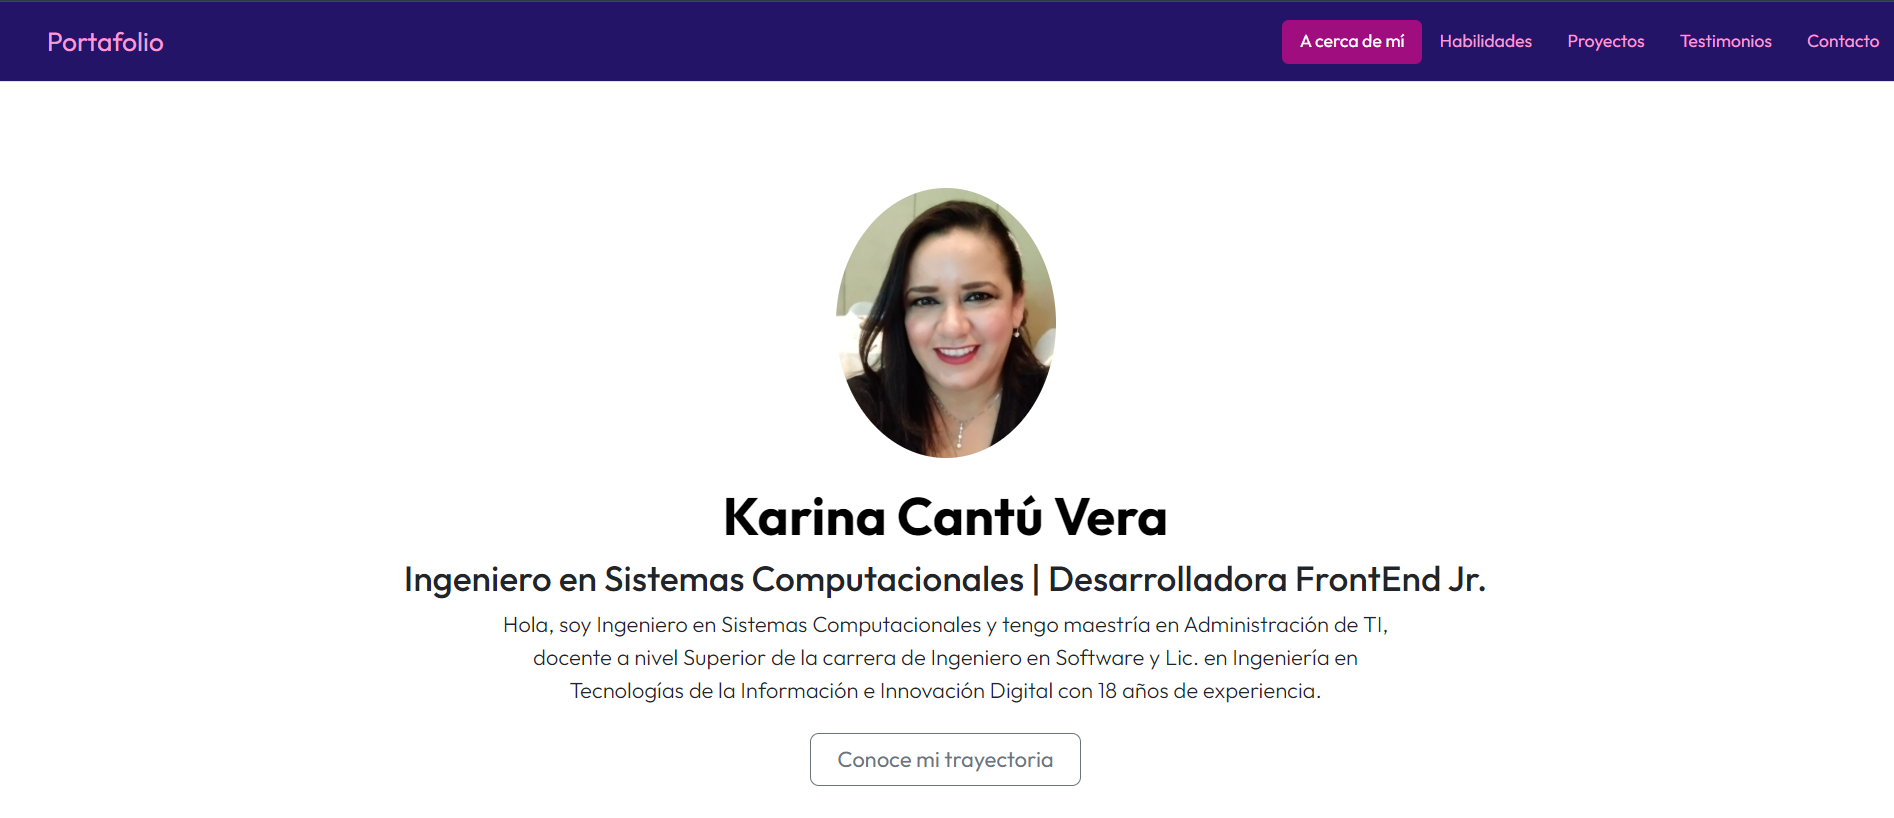 Portafolio
A cerca de mí
Habilidades
Proyectos
Testimonios
Contacto
Karina Cantú Vera
Ingeniero en Sistemas Computacionales | Desarrolladora FrontEnd Jr.
Hola, soy Ingeniero en Sistemas Computacionales y tengo maestría en Administración de TI,
docente a nivel Superior de la carrera de Ingeniero en Software y Lic. en Ingeniería en
Tecnologías de la Información e Innovación Digital con 18 años de experiencia.
Conoce mi trayectoria